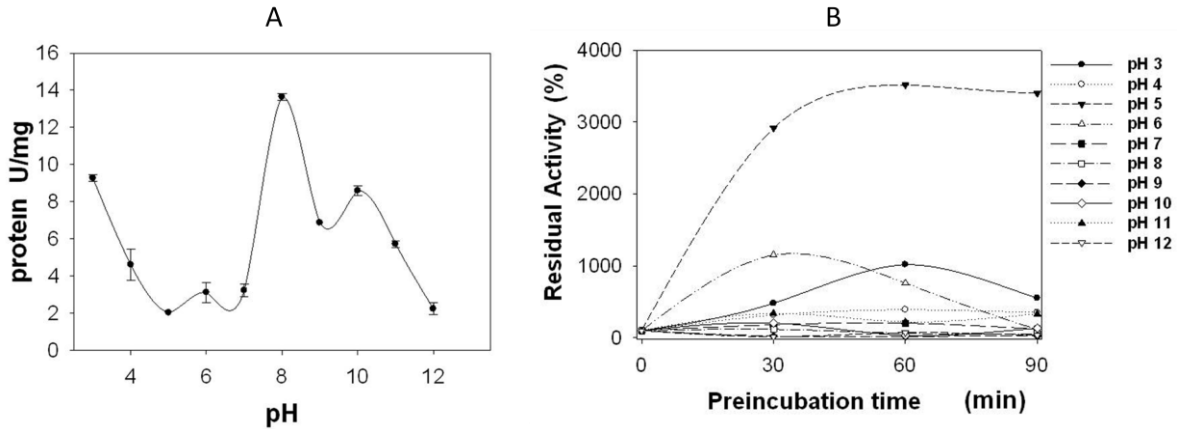 A
protein U/mg
16
14
12
10
8
6
4
2
0
4 6 8 10 12
pH
B
Residual Activity (%)
4000
3000
2000
1000
0
0 30 60 90
Preincubation time (min)
pH 3
pH 4
pH 5
pH 6
pH 7
pH 8
pH 9
pH 10
pH 11
pH 12